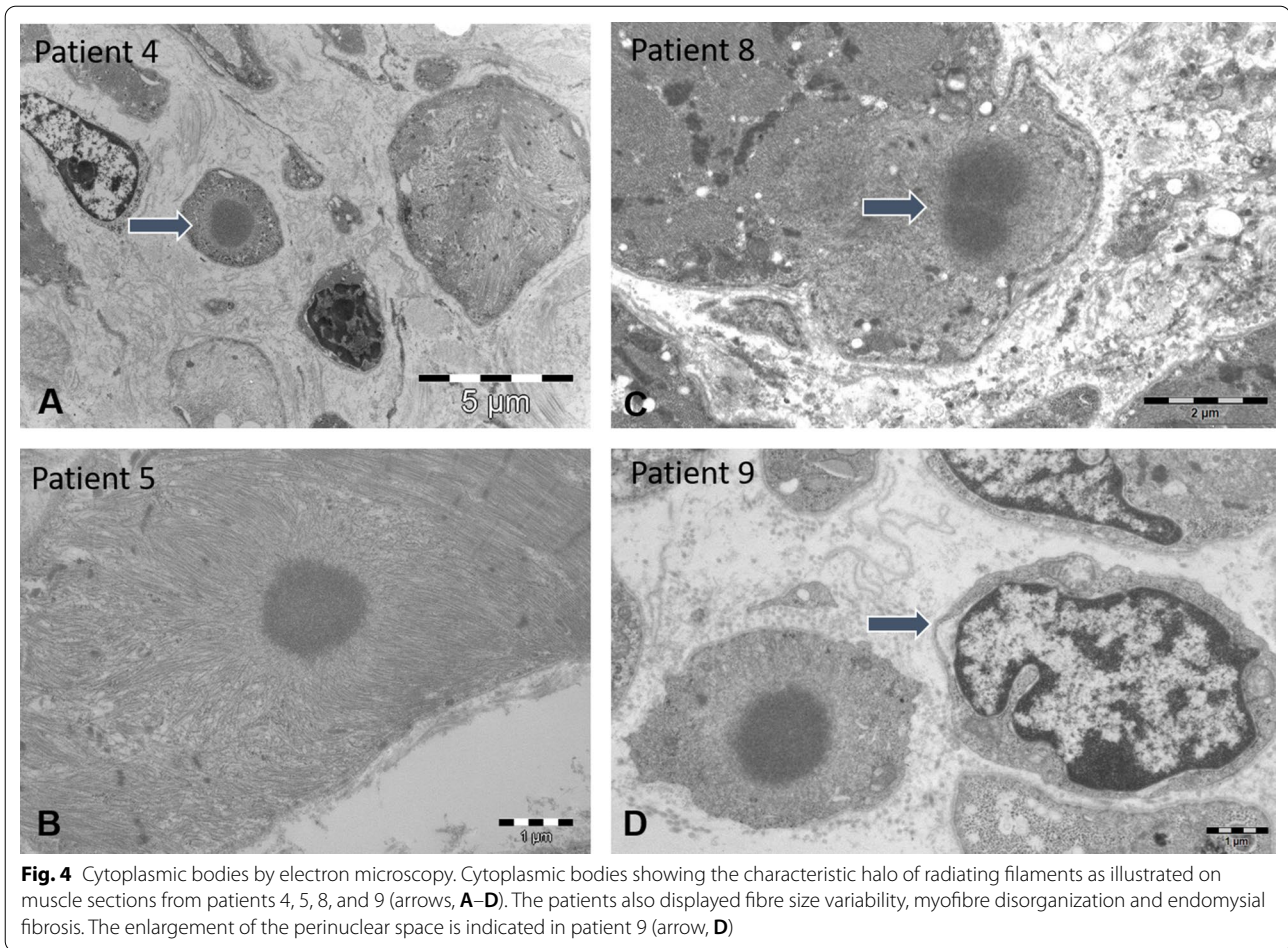 Patient 4
5 µm
A
Patient 8
2 µm
C
Patient 5
1 µm
B
Patient 9
1 µm
D
Fig. 4 Cytoplasmic bodies by electron microscopy. Cytoplasmic bodies showing the characteristic halo of radiating filaments as illustrated on
muscle sections from patients 4, 5, 8, and 9 (arrows, A–D). The patients also displayed fibre size variability, myofibre disorganization and endomysial
fibrosis. The enlargement of the perinuclear space is indicated in patient 9 (arrow, D)